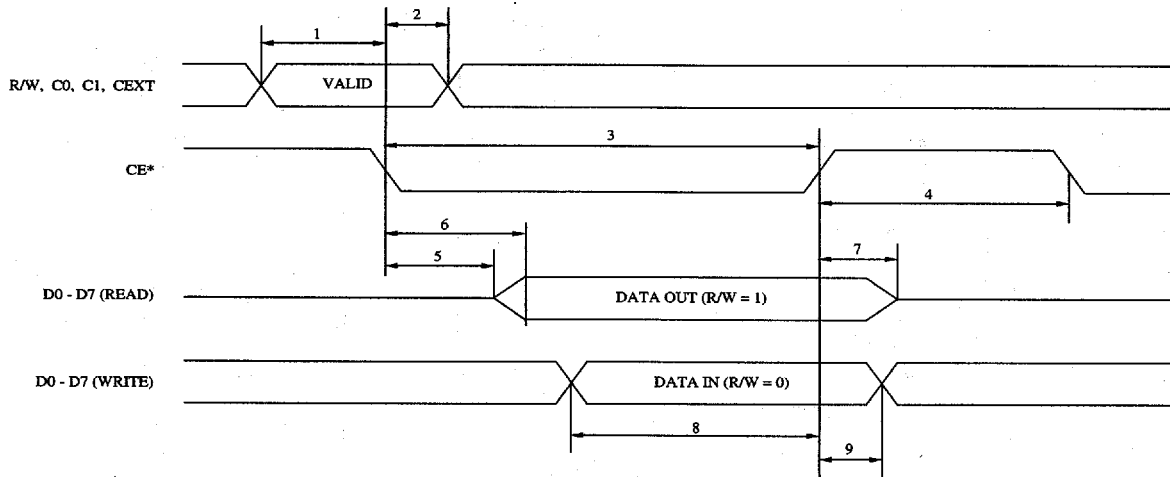 1
2
R/W, C0, C1, CEXT
VALID
3
CE*
4
6
5
7
D0 - D7 (READ)
DATA OUT (R/W = 1)
D0 - D7 (WRITE)
DATA IN (R/W = 0)
8
9